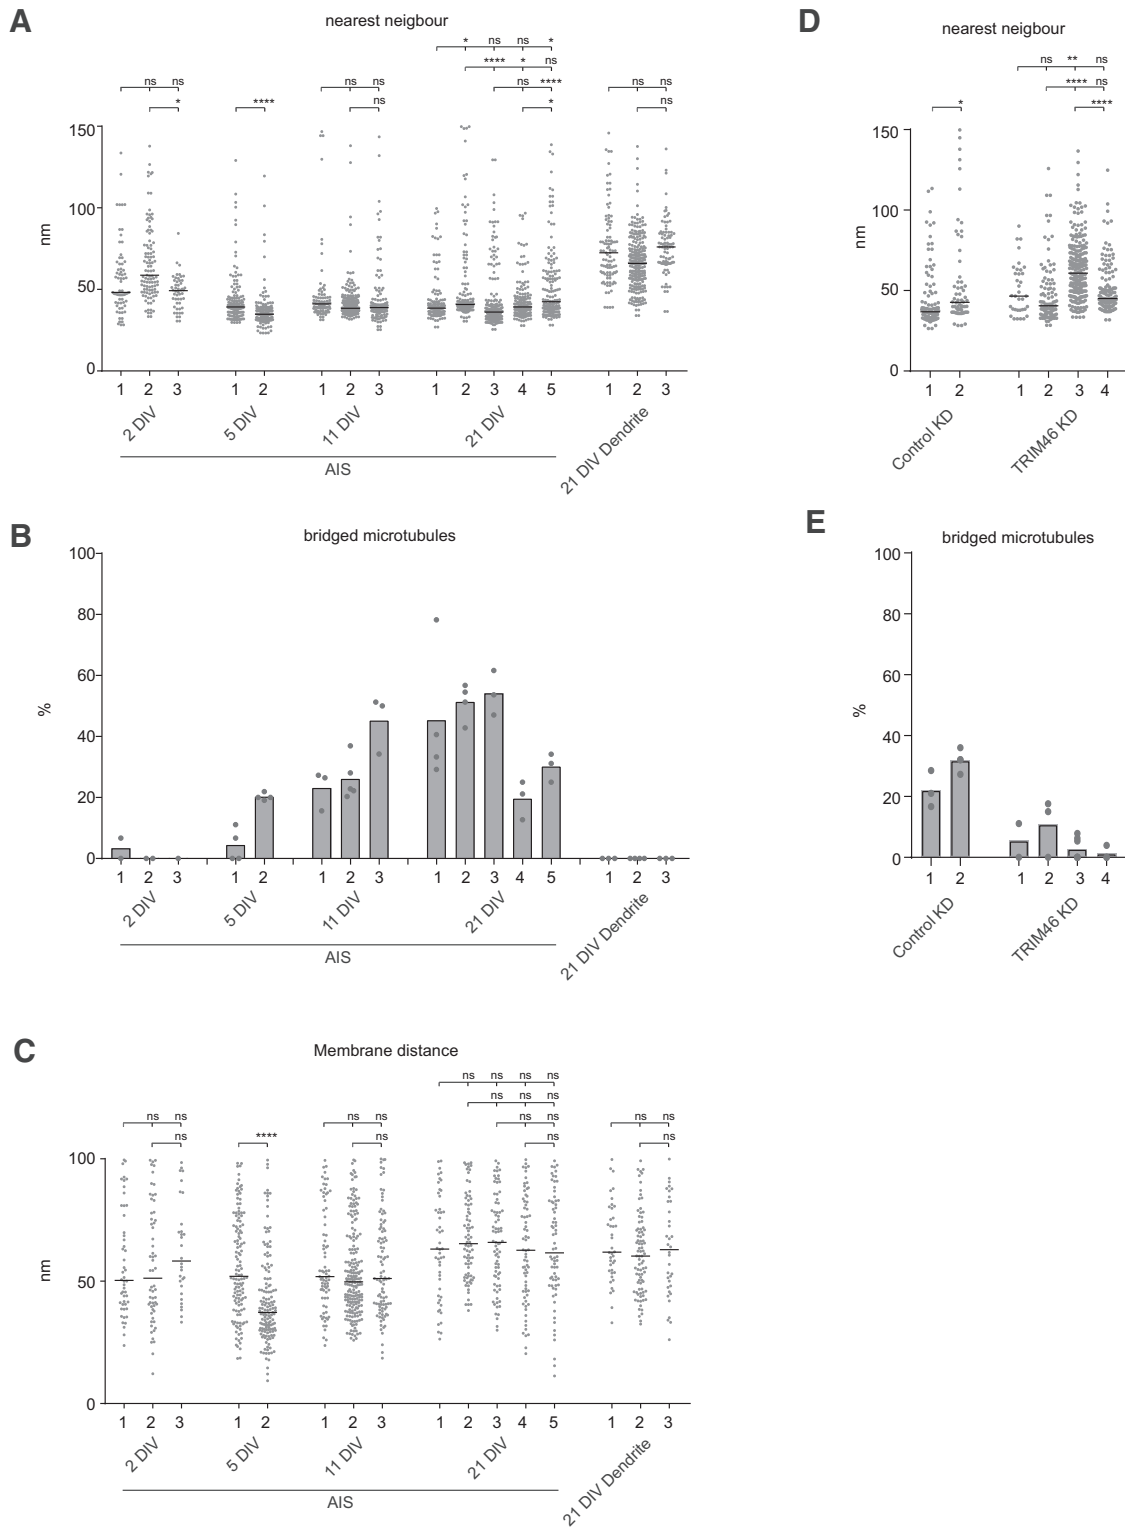 A
nearest neigbour
* ns ns *
**** * ns
ns ns ns ns ns ns ns ****
* **** ns * ns
150
100
50
0
nm
1 2 3 1 2 1 2 3 1 2 3 4 5 1 2 3
2 DIV 5 DIV 11 DIV 21 DIV 21 DIV Dendrite
AIS
D
nearest neigbour
ns ** ns
**** ns
* ****
150
100
50
0
nm
1 2 1 2 3 4
Control KD TRIM46 KD
B
bridged microtubules
100
80
60
40
20
0
%
1 2 3 1 2 1 2 3 1 2 3 4 5 1 2 3
2 DIV 5 DIV 11 DIV 21 DIV 21 DIV Dendrite
AIS
E
bridged microtubules
100
80
60
40
20
0
%
1 2 1 2 3 4
Control KD TRIM46 KD
C
Membrane distance
ns ns ns ns
ns ns ns
ns ns ns ns ns ns ns ns
ns **** ns ns ns
100
50
0
nm
1 2 3 1 2 1 2 3 1 2 3 4 5 1 2 3
2 DIV 5 DIV 11 DIV 21 DIV 21 DIV Dendrite
AIS